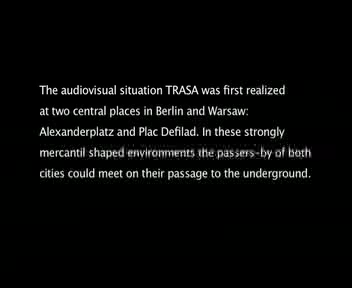 The audiovisual situation TRASA was first realized
at two central places in Berlin and Warsaw:
Alexanderplatz and Plac Defilad. In these strongly
mercantil shaped environments the passers-by of both
cities could meet on their passage to the underground.